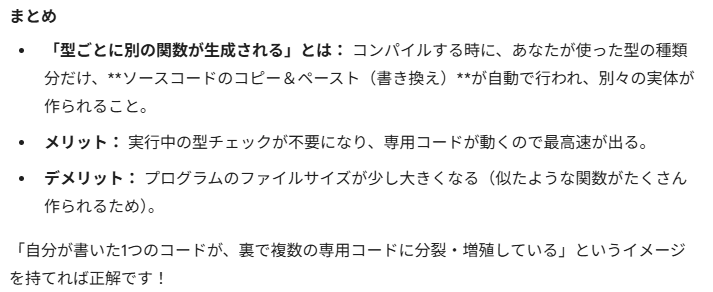 まとめ
• 「型ごとに別の関数が生成される」とは： コンパイルする時に、あなたが使った型の種類
分だけ、**ソースコードのコピー＆ペースト（書き換え）**が自動で行われ、別々の実体が
作られること。
• メリット： 実行中の型チェックが不要になり、専用コードが動くので最高速が出る。
• デメリット： プログラムのファイルサイズが少し大きくなる（似たような関数がたくさん
作られるため）。
「自分が書いた1つのコードが、裏で複数の専用コードに分裂・増殖している」というイメージ
を持てれば正解です！